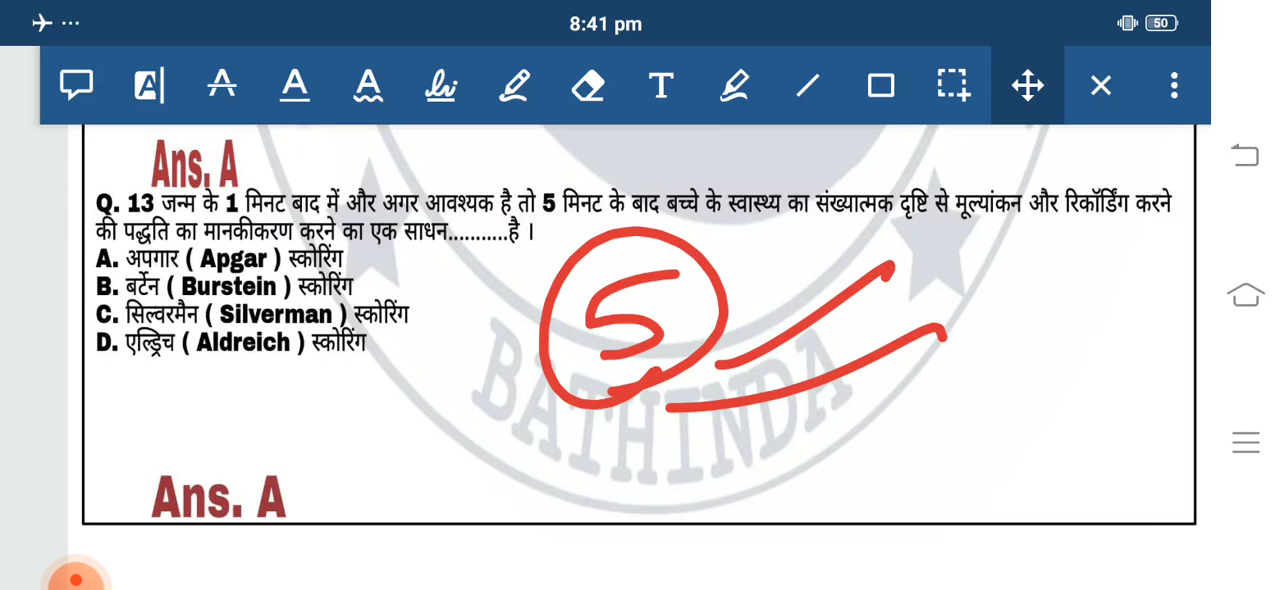 8:41 pm
50
Ans. A
Q. 13 जन्म के 1 मिनट बाद में और अगर आवश्यक है तो 5 मिनट के बाद बच्चे के स्वास्थ्य का संख्यात्मक दृष्टि से मूल्यांकन और रिकॉर्डिंग करने
की पद्धति का मानकीकरण करने का एक साधन...........है ।
A. अपगार ( Apgar ) स्कोरिंग
B. बर्टेन ( Burstein ) स्कोरिंग
C. सिल्वरमैन ( Silverman ) स्कोरिंग
D. एल्ड्रिच ( Aldreich ) स्कोरिंग
5
BATHINDA
Ans. A